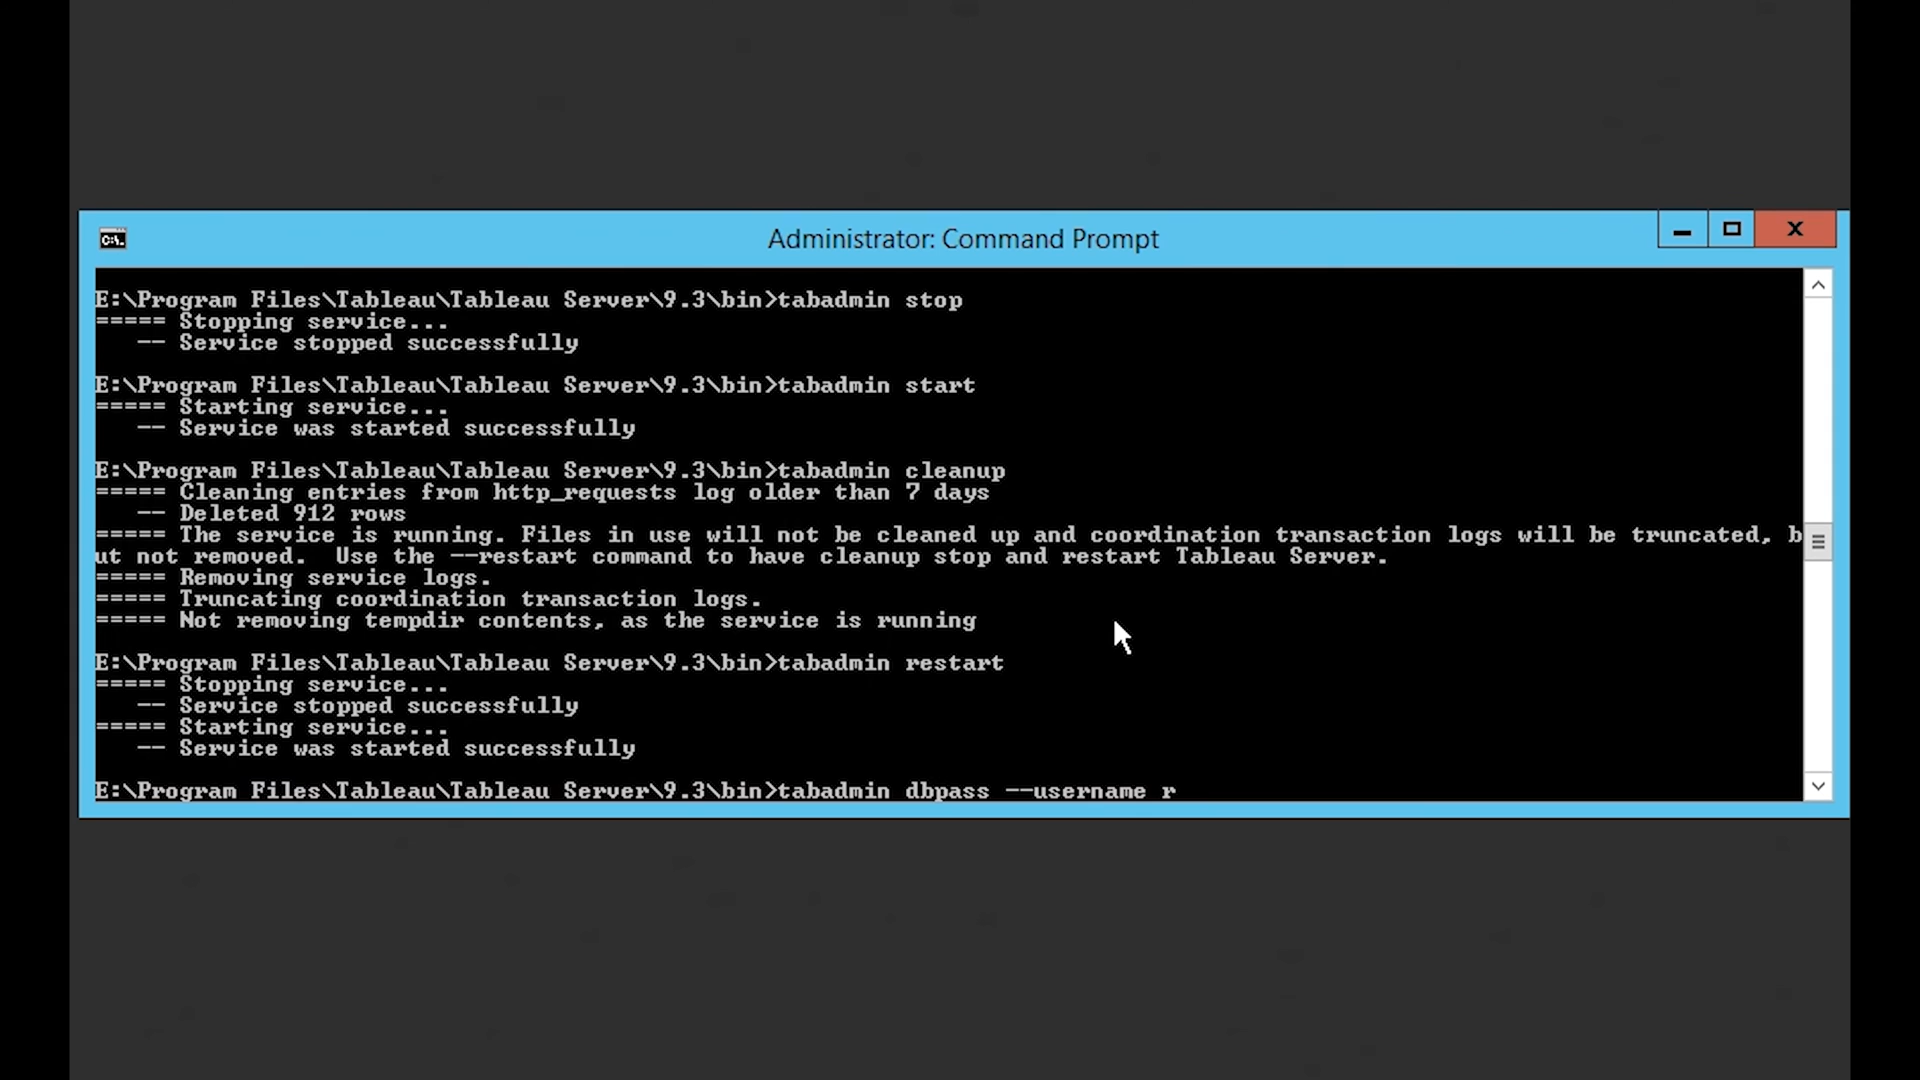 Administrator: Command Prompt
E:\Program Files\Tableau\Tableau Server\9.3\bin>tabadmin stop
===== Stopping service...
-- Service stopped successfully
E:\Program Files\Tableau\Tableau Server\9.3\bin>tabadmin start
===== Starting service...
-- Service was started successfully
E:\Program Files\Tableau\Tableau Server\9.3\bin>tabadmin cleanup
===== Cleaning entries from http_requests log older than 7 days
-- Deleted 912 rows
===== The service is running. Files in use will not be cleaned up and coordination transaction logs will be truncated, b
ut not removed.  Use the --restart command to have cleanup stop and restart Tableau Server.
===== Removing service logs.
===== Truncating coordination transaction logs.
===== Not removing tempdir contents, as the service is running
E:\Program Files\Tableau\Tableau Server\9.3\bin>tabadmin restart
===== Stopping service...
-- Service stopped successfully
===== Starting service...
-- Service was started successfully
E:\Program Files\Tableau\Tableau Server\9.3\bin>tabadmin dbpass --username r